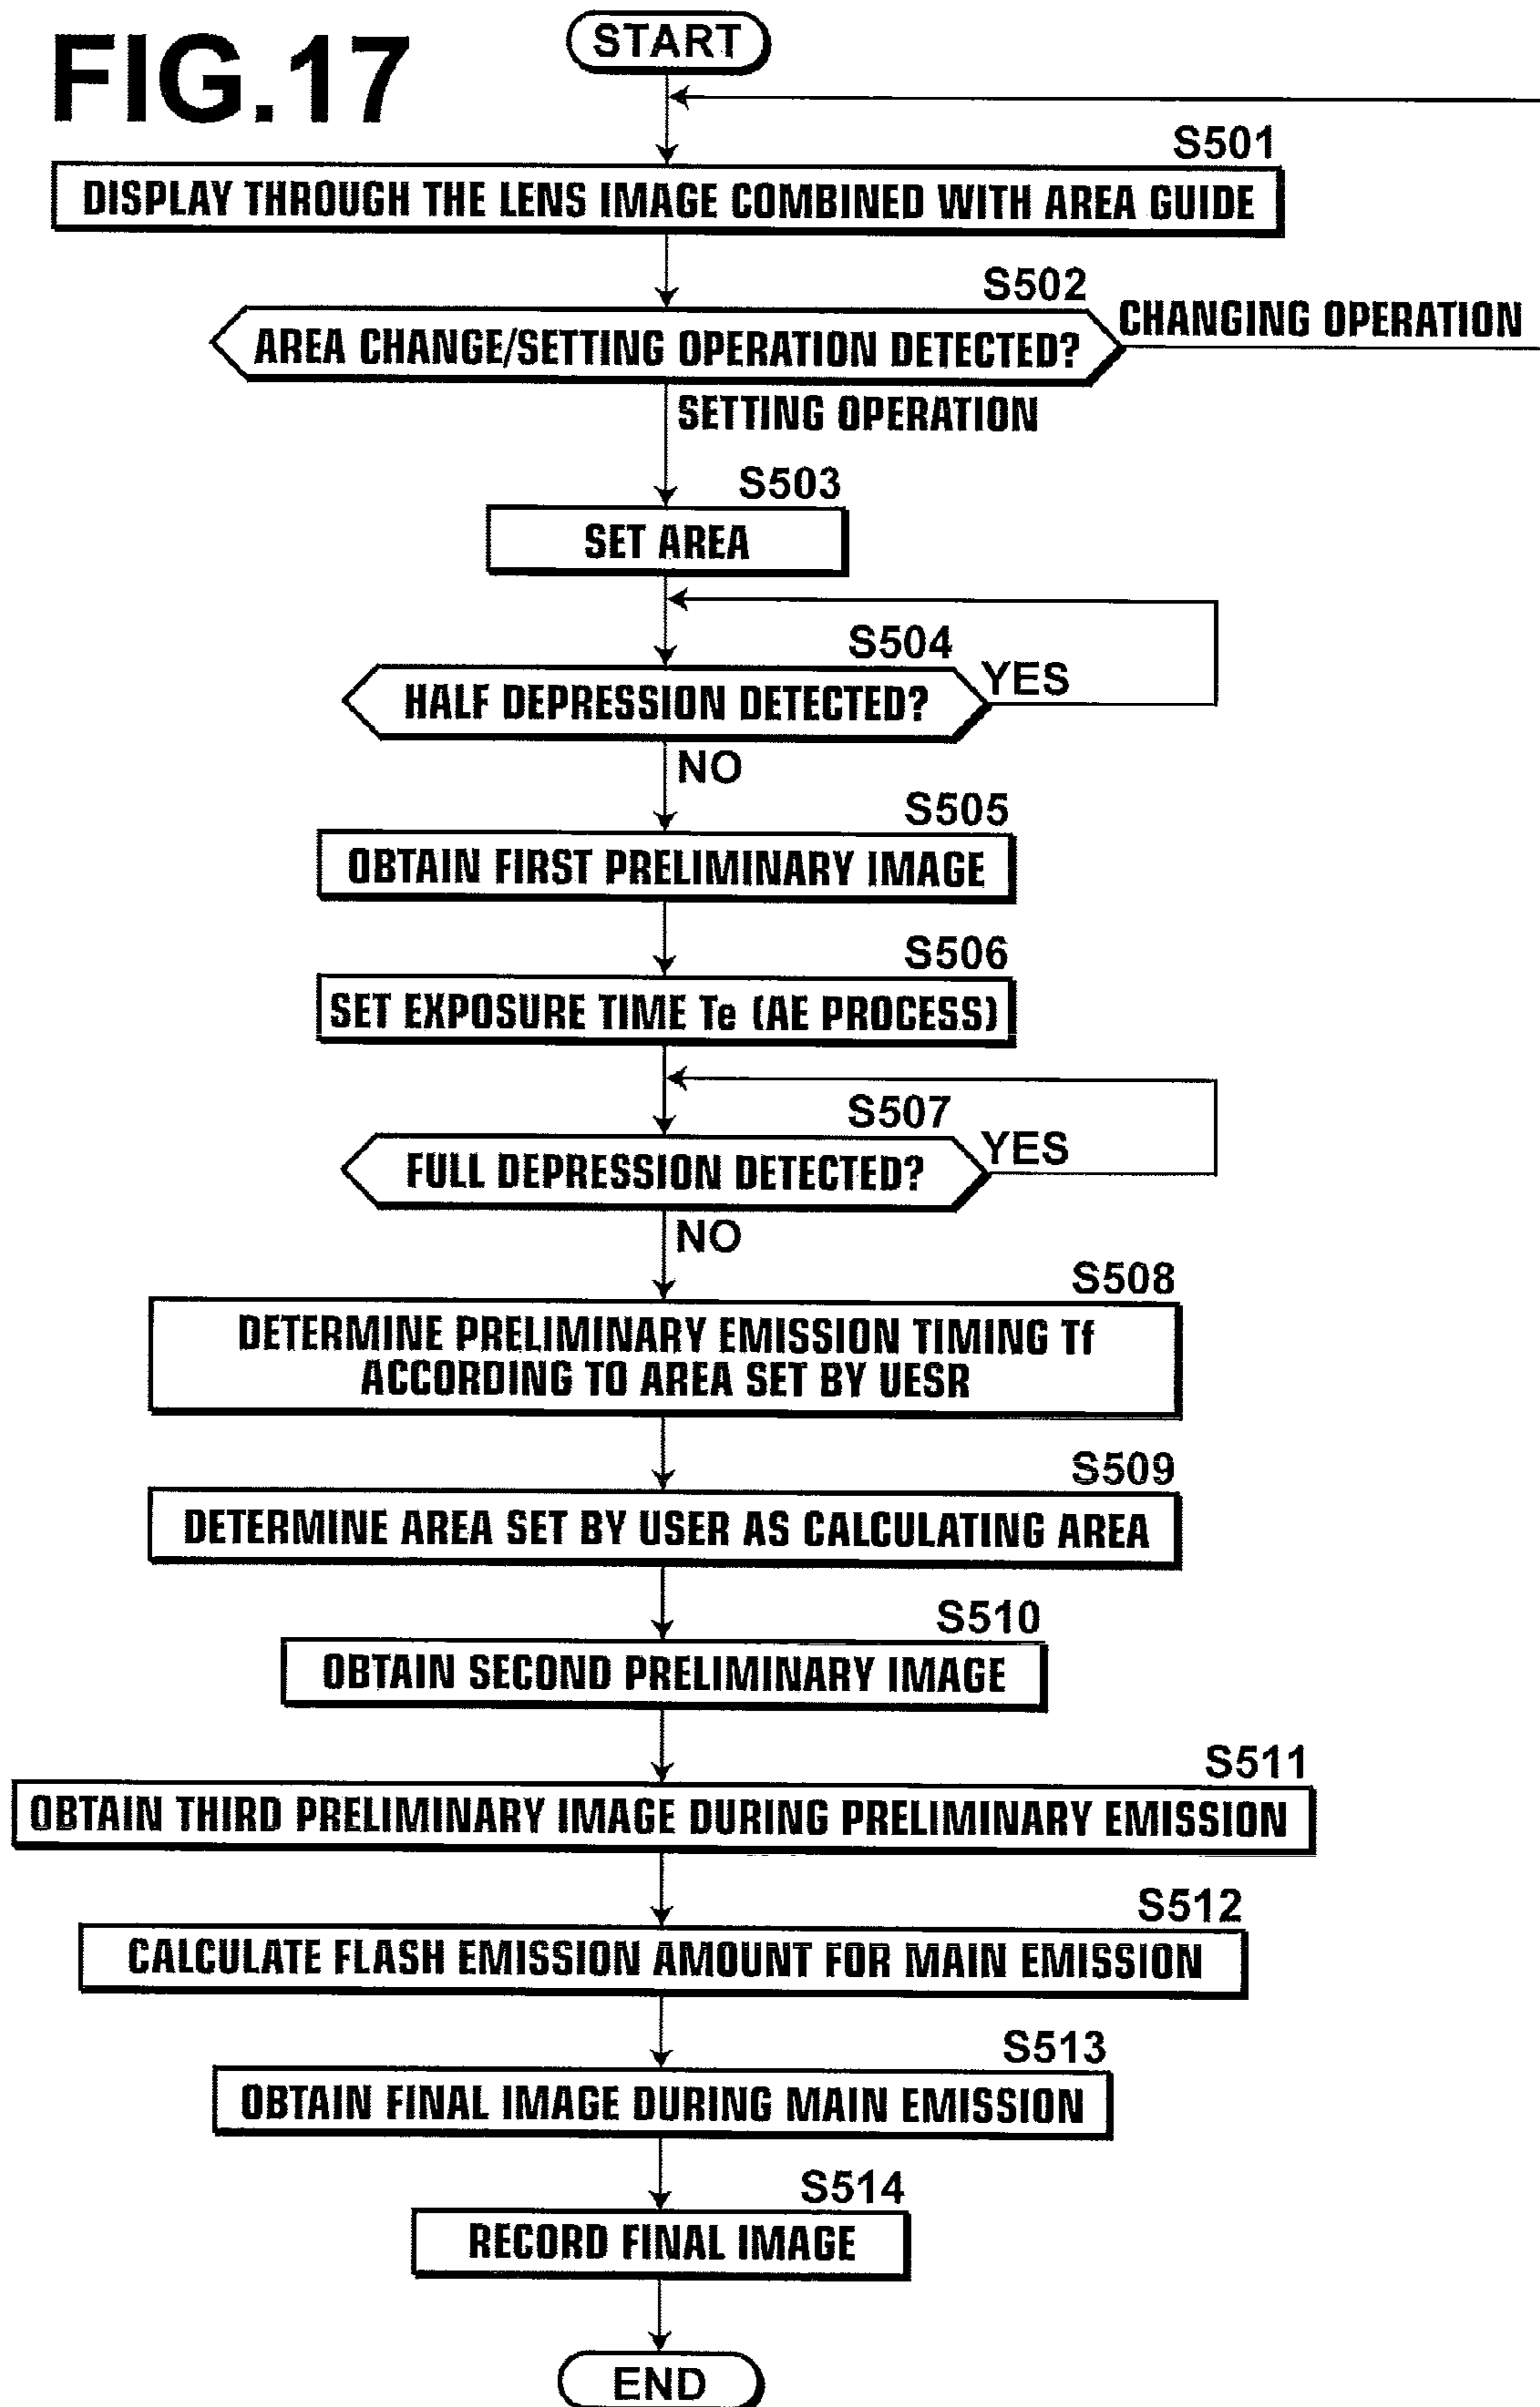 FIG.17
START
S501
DISPLAY THROUGH THE LENS IMAGE COMBINED WITH AREA GUIDE
S502
AREA CHANGE/SETTING OPERATION DETECTED?
CHANGING OPERATION
SETTING OPERATION
S503
SET AREA
S504
HALF DEPRESSION DETECTED?
YES
NO
S505
OBTAIN FIRST PRELIMINARY IMAGE
S506
SET EXPOSURE TIME Te (AE PROCESS)
S507
FULL DEPRESSION DETECTED?
YES
NO
S508
DETERMINE PRELIMINARY EMISSION TIMING Tf
ACCORDING TO AREA SET BY UESR
S509
DETERMINE AREA SET BY USER AS CALCULATING AREA
S510
OBTAIN SECOND PRELIMINARY IMAGE
S511
OBTAIN THIRD PRELIMINARY IMAGE DURING PRELIMINARY EMISSION
S512
CALCULATE FLASH EMISSION AMOUNT FOR MAIN EMISSION
S513
OBTAIN FINAL IMAGE DURING MAIN EMISSION
S514
RECORD FINAL IMAGE
END